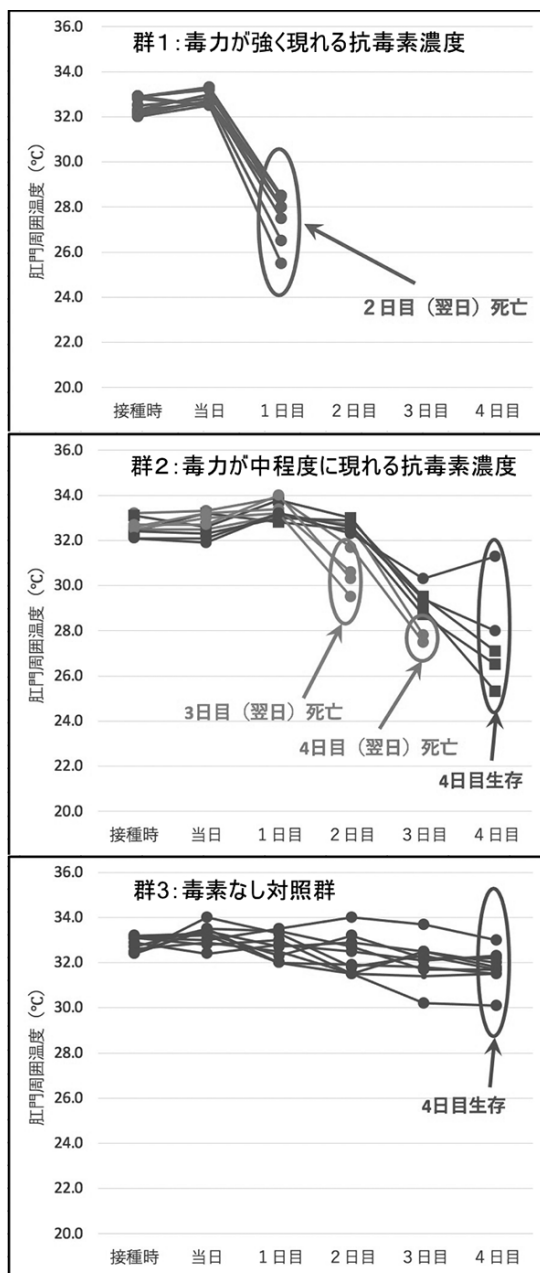 群1：毒力が強く現れる抗毒素濃度
肛門周囲温度（℃）
36.0
34.0
32.0
30.0
28.0
26.0
24.0
22.0
20.0
2日目（翌日）死亡
接種時 当日 1日目 2日目 3日目 4日目
群2：毒力が中程度に現れる抗毒素濃度
肛門周囲温度（℃）
36.0
34.0
32.0
30.0
28.0
26.0
24.0
22.0
20.0
3日目（翌日）死亡
4日目（翌日）死亡
4日目生存
接種時 当日 1日目 2日目 3日目 4日目
群3：毒素なし対照群
肛門周囲温度（℃）
36.0
34.0
32.0
30.0
28.0
26.0
24.0
22.0
20.0
4日目生存
接種時 当日 1日目 2日目 3日目 4日目